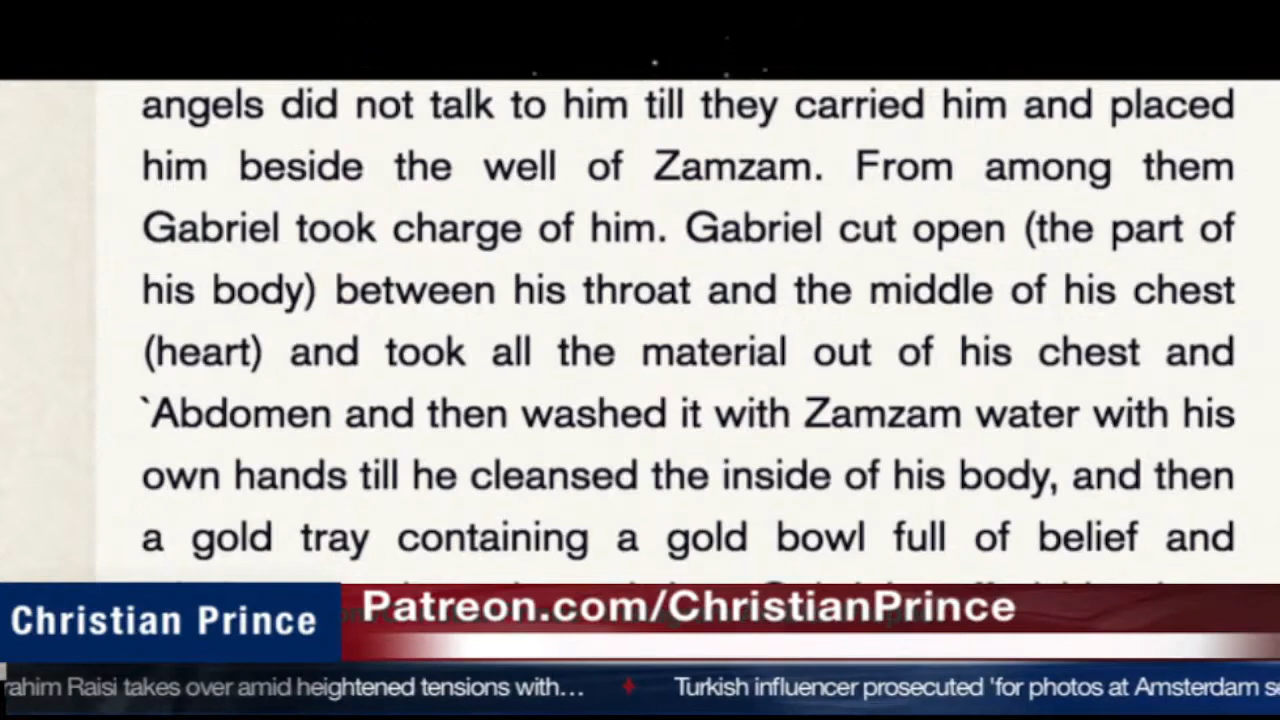 angels did not talk to him till they carried him and placed
him beside the well of Zamzam. From among them
Gabriel took charge of him. Gabriel cut open (the part of
his body) between his throat and the middle of his chest
(heart) and took all the material out of his chest and
`Abdomen and then washed it with Zamzam water with his
own hands till he cleansed the inside of his body, and then
a gold tray containing a gold bowl full of belief and
Christian Prince
Patreon.com/ChristianPrince
rahim Raisi takes over amid heightened tensions with… ♦ Turkish influencer prosecuted 'for photos at Amsterdam se